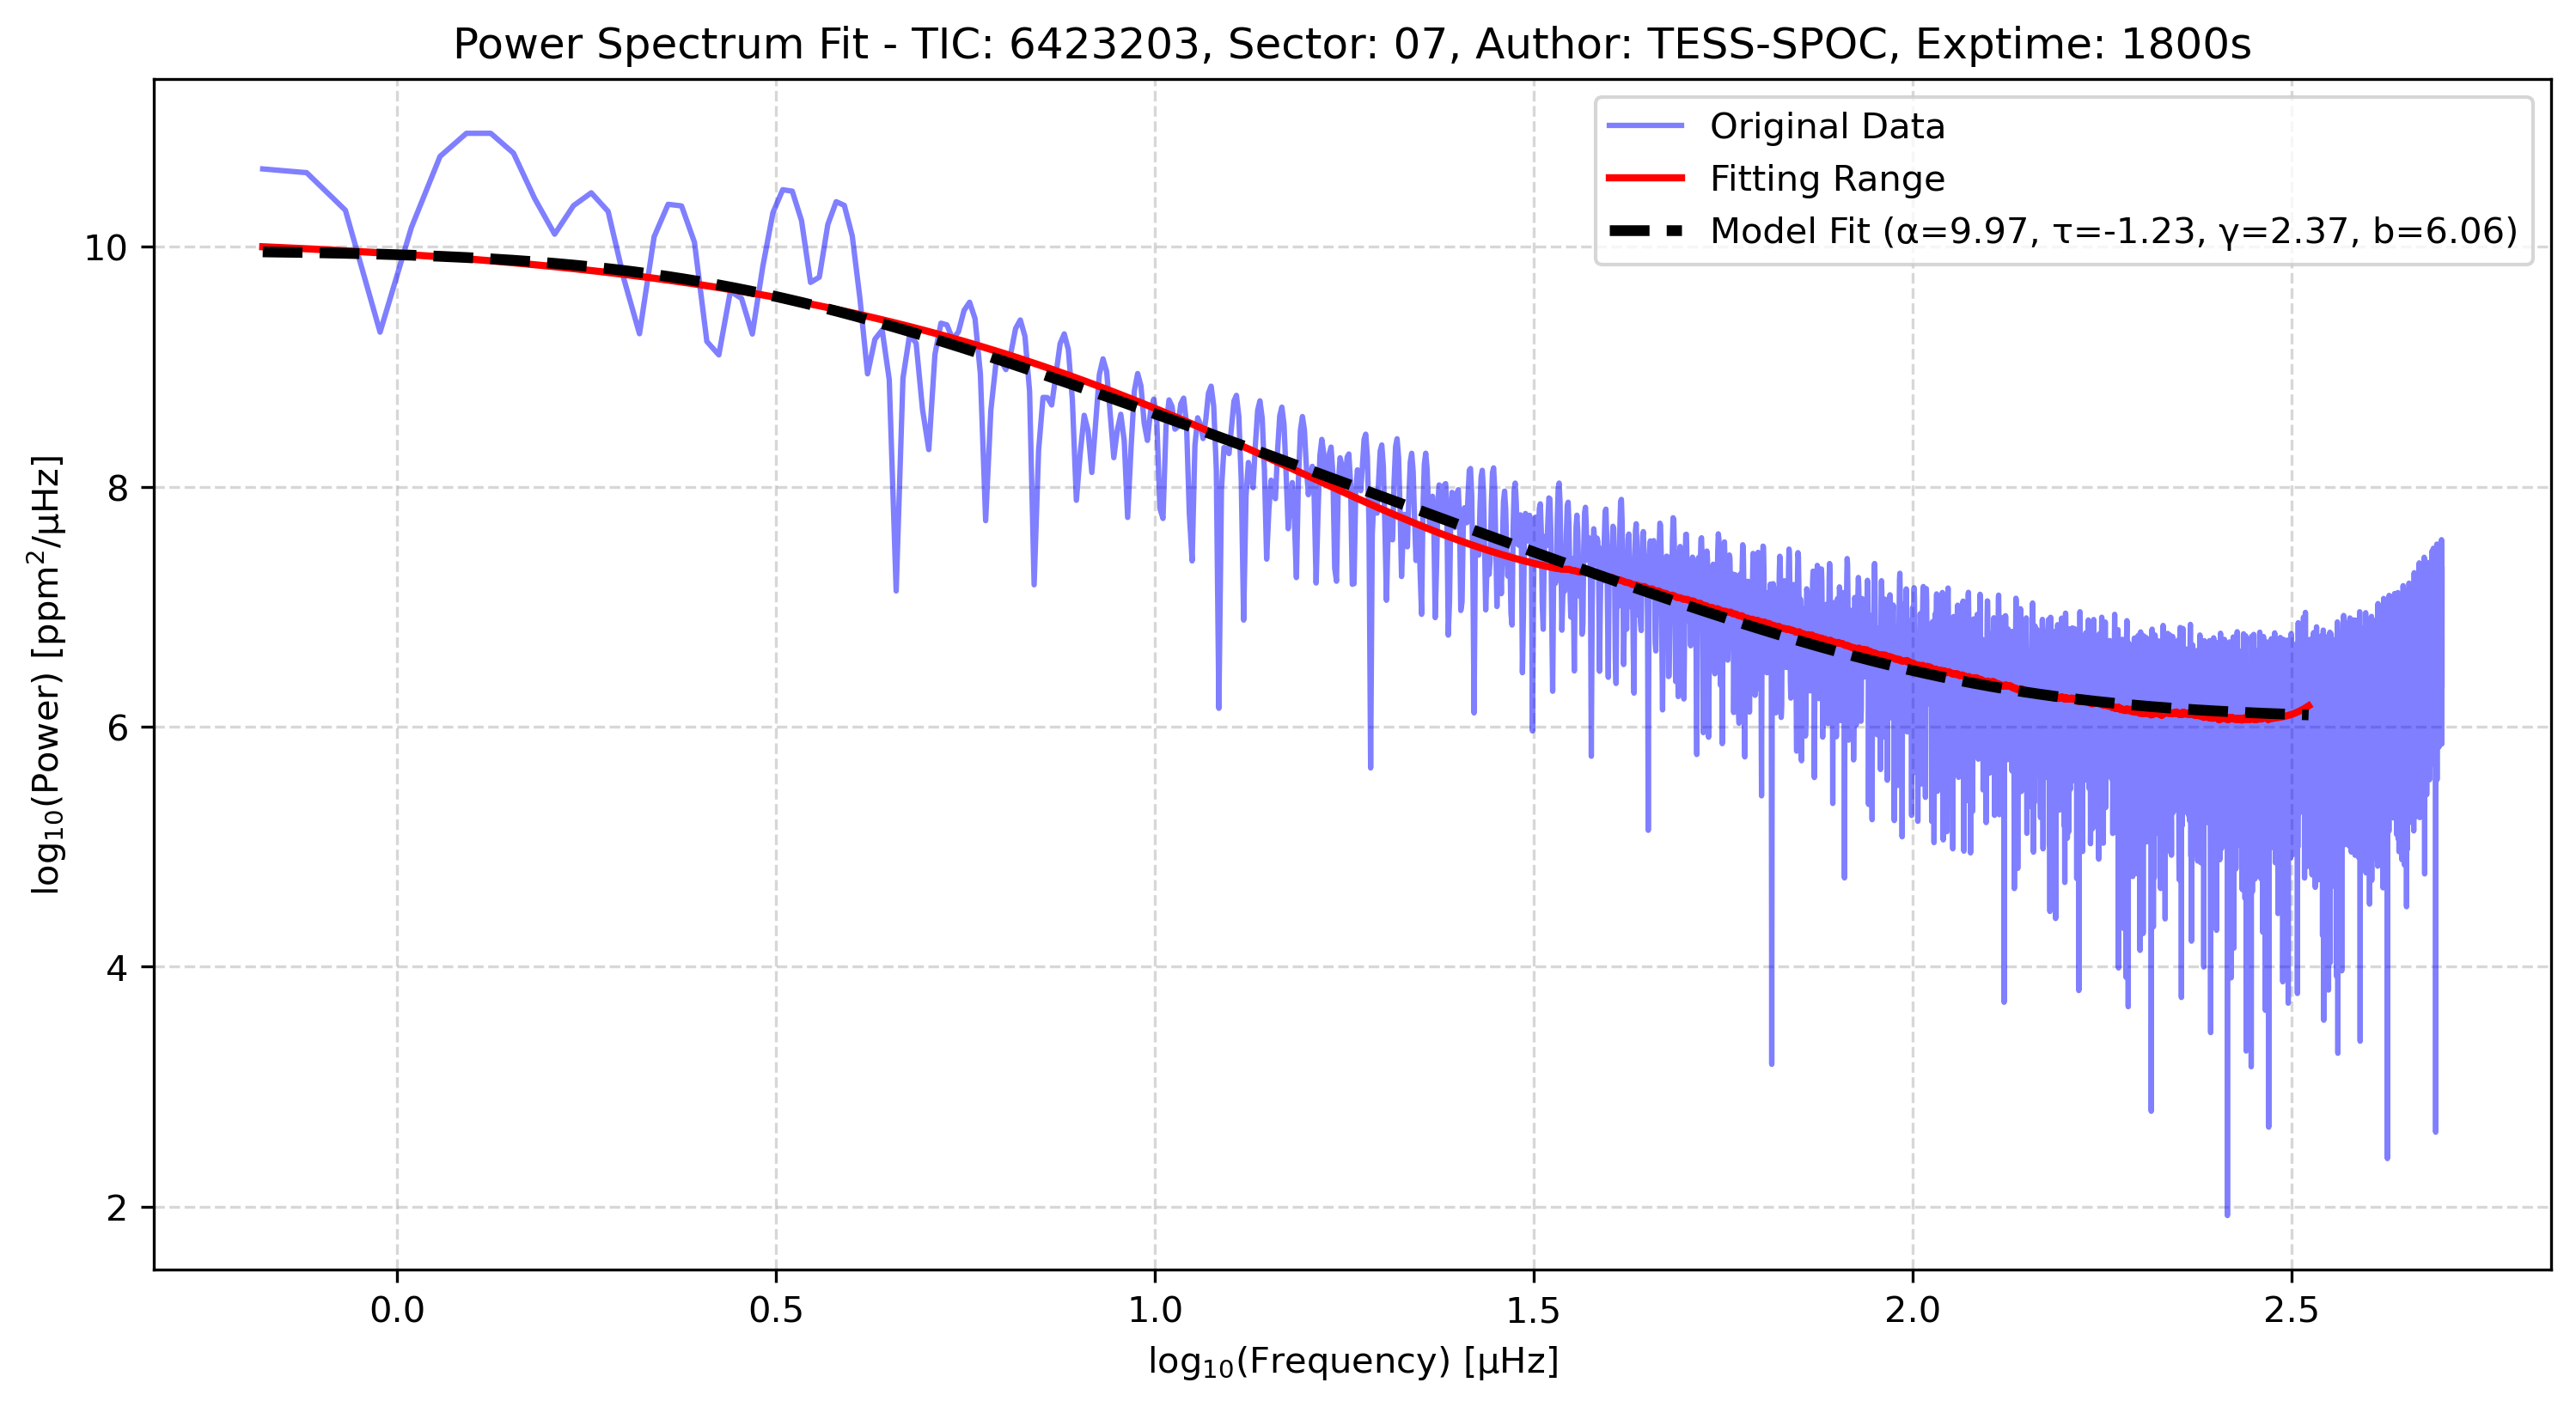 Power Spectrum Fit - TIC: 6423203, Sector: 07, Author: TESS-SPOC, Exptime: 1800s
Original Data
Fitting Range
Model Fit (α=9.97, τ=-1.23, γ=2.37, b=6.06)
log₁₀(Power) [ppm²/μHz]
10
8
6
4
2
0.0 0.5 1.0 1.5 2.0 2.5
log₁₀(Frequency) [μHz]